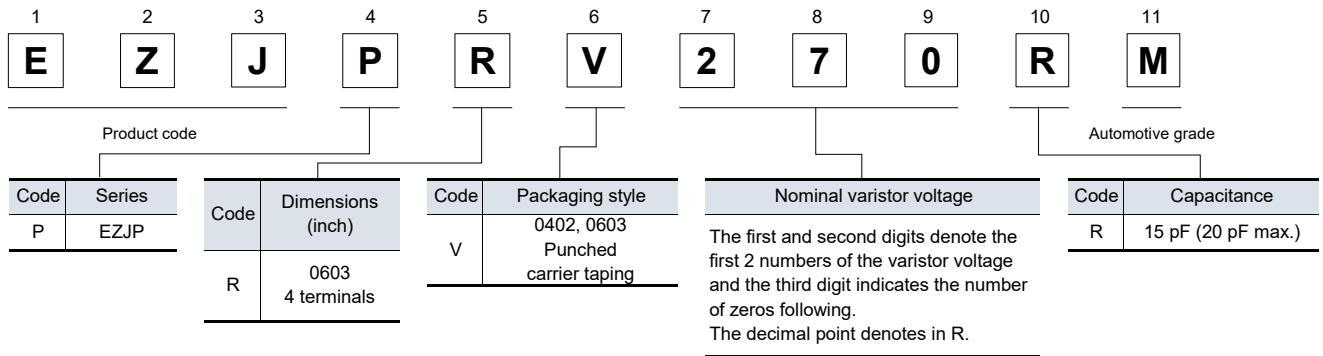 1 2 3 4 5 6 7 8 9 10 11
E Z J P R V 2 7 0 R M
Product code
Automotive grade
Code Series
P EZJP
Code Dimensions
(inch)
R 0603
4 terminals
Code Packaging style
V 0402, 0603
Punched
carrier taping
Nominal varistor voltage
The first and second digits denote the
first 2 numbers of the varistor voltage
and the third digit indicates the number
of zeros following.
The decimal point denotes in R.
Code Capacitance
R 15 pF (20 pF max.)